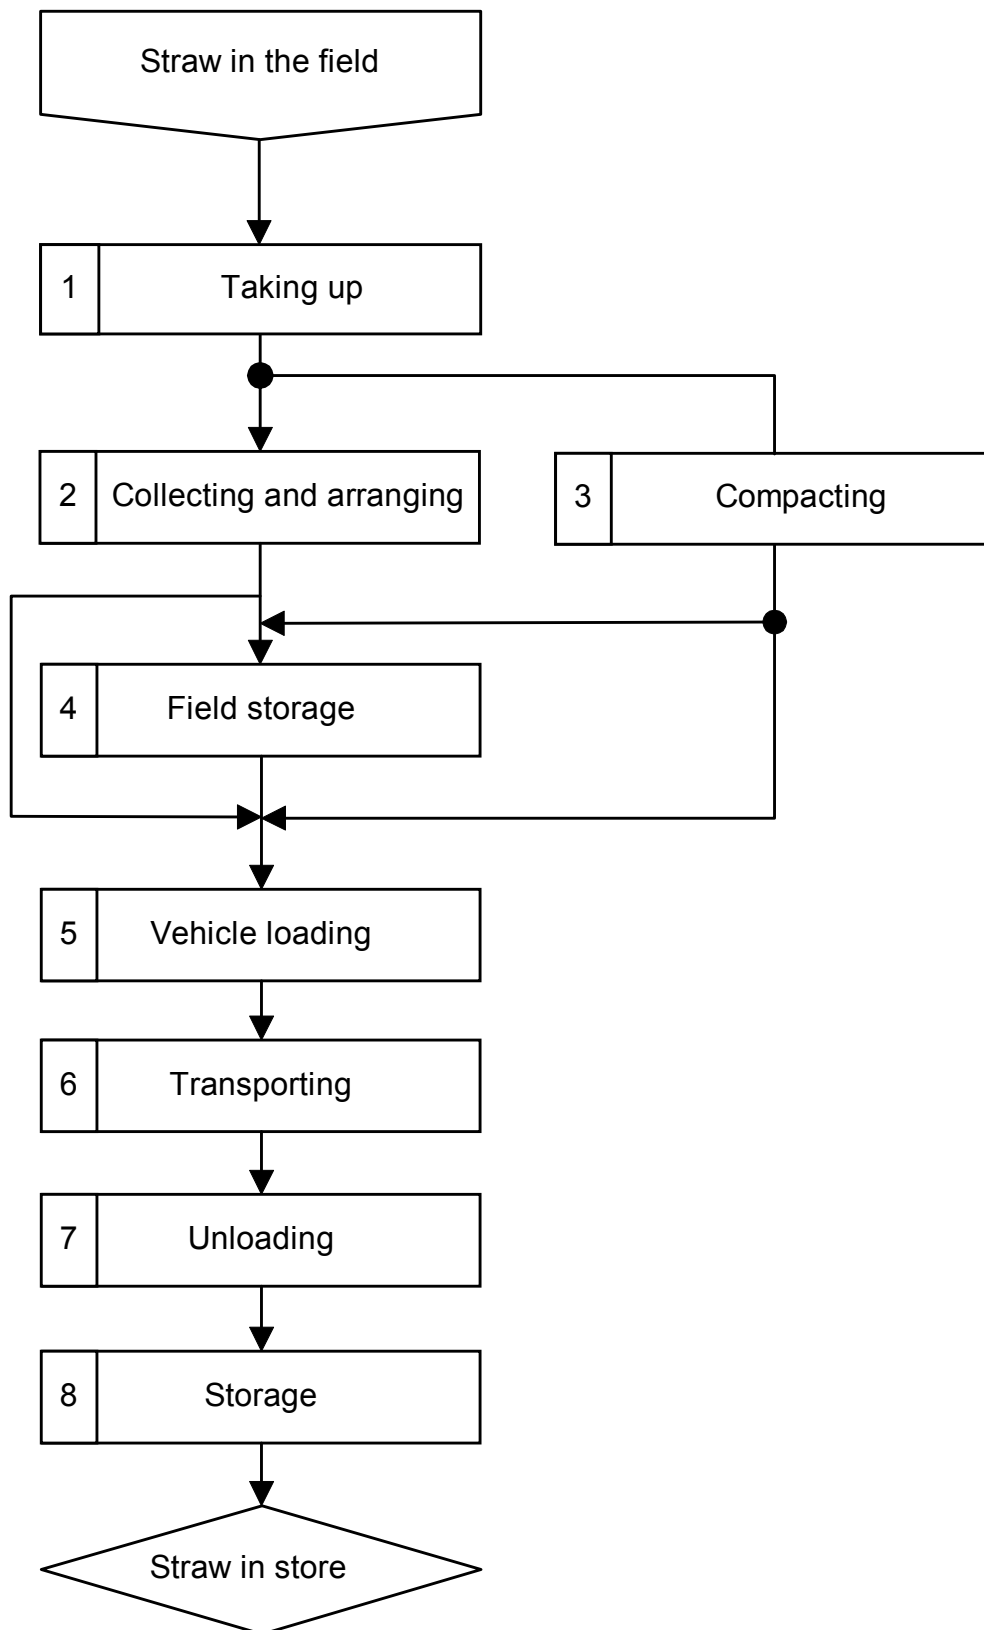 Straw in the field
1 Taking up
2 Collecting and arranging
3 Compacting
4 Field storage
5 Vehicle loading
6 Transporting
7 Unloading
8 Storage
Straw in store